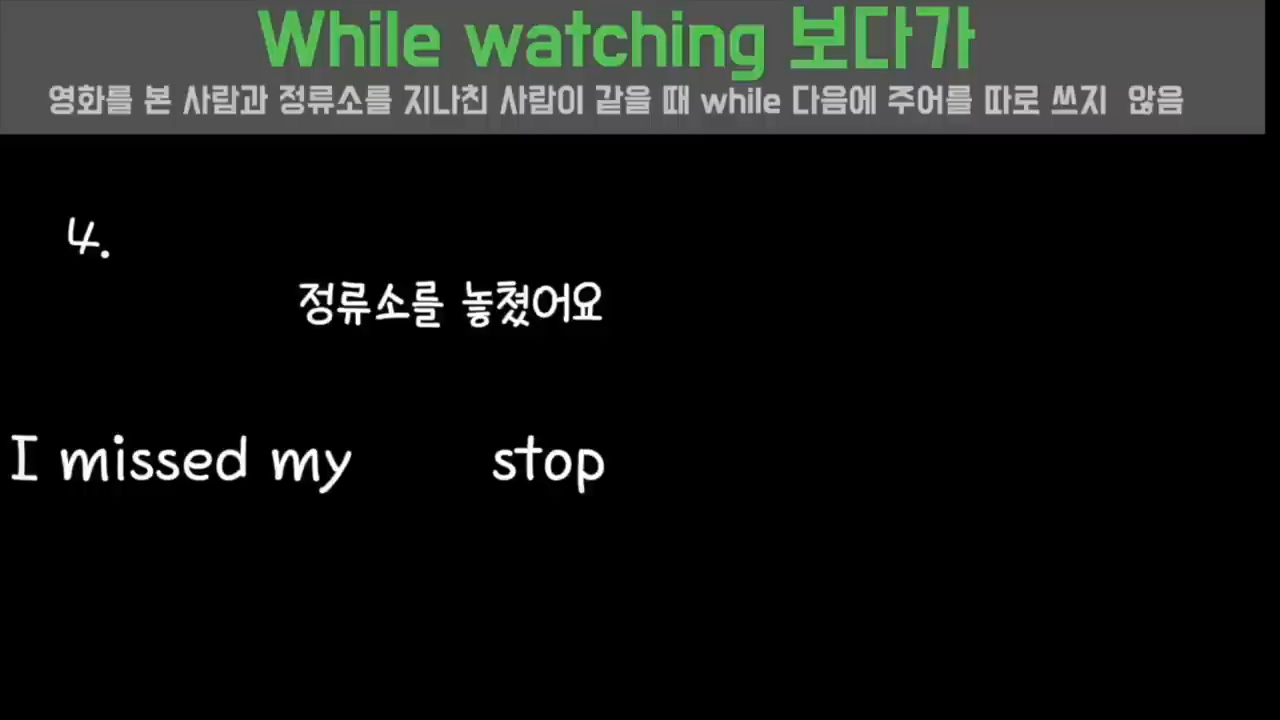 While watching 보다가
영화를 본 사람과 정류소를 지나친 사람이 같을 때 while 다음에 주어를 따로 쓰지 않음
4.
정류소를 놓쳤어요
I missed my stop